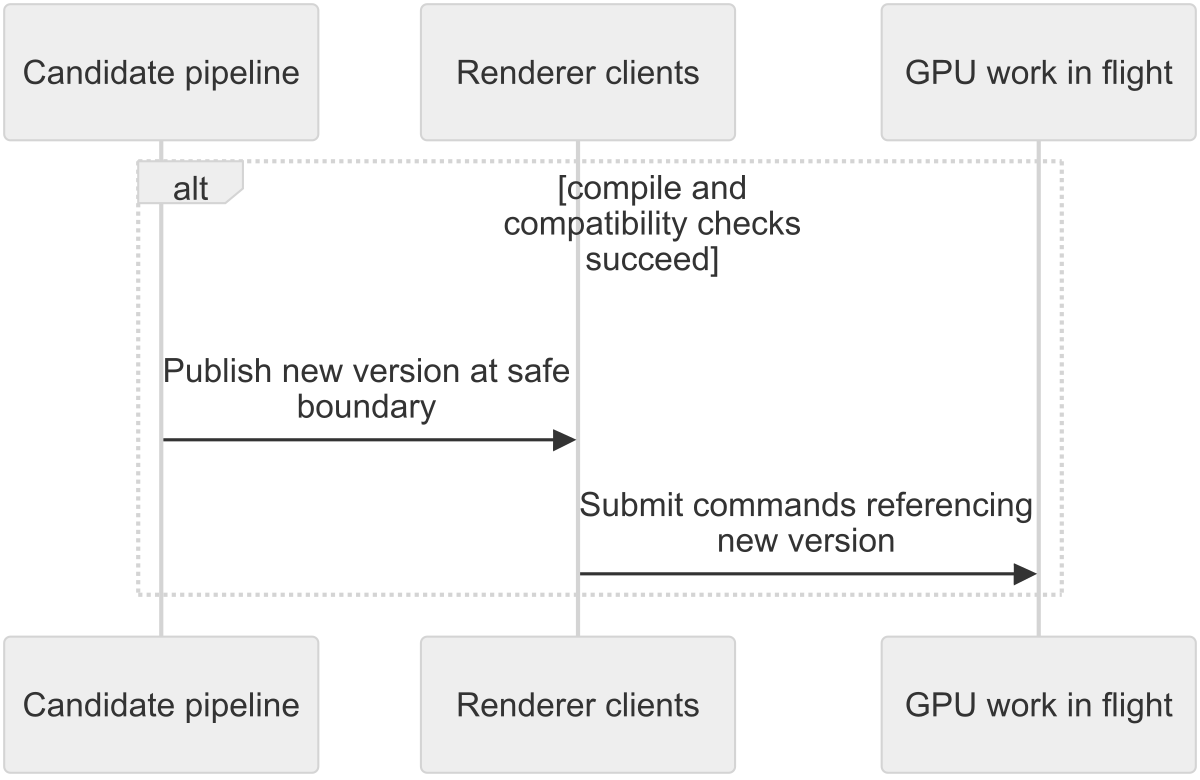 Candidate pipeline
Renderer clients
GPU work in flight
alt
[compile and
compatibility checks
succeed]
Publish new version at safe
boundary
Submit commands referencing
new version
Candidate pipeline
Renderer clients
GPU work in flight